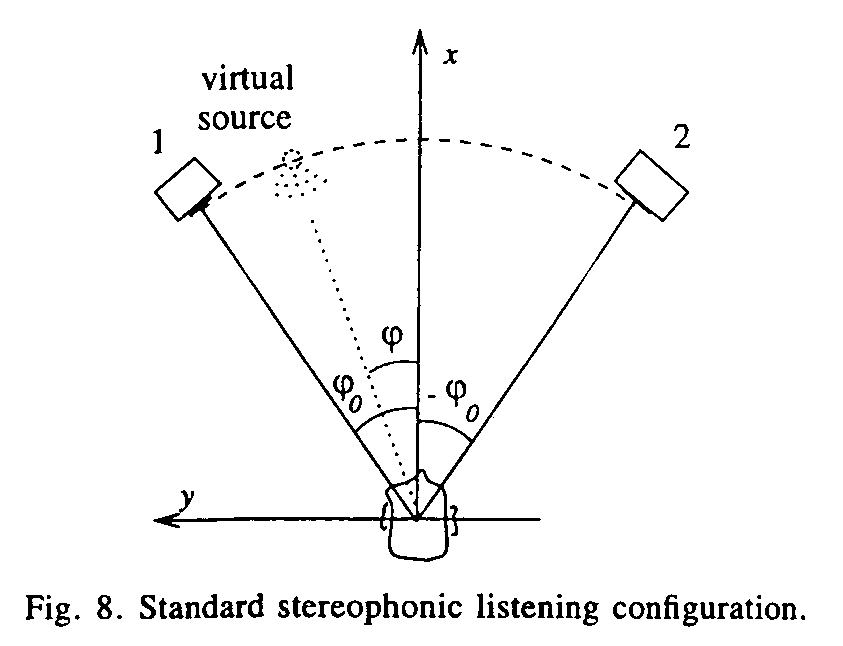 x
virtual
source
1
2
φ
φ0
- φ0
y
Fig. 8. Standard stereophonic listening configuration.